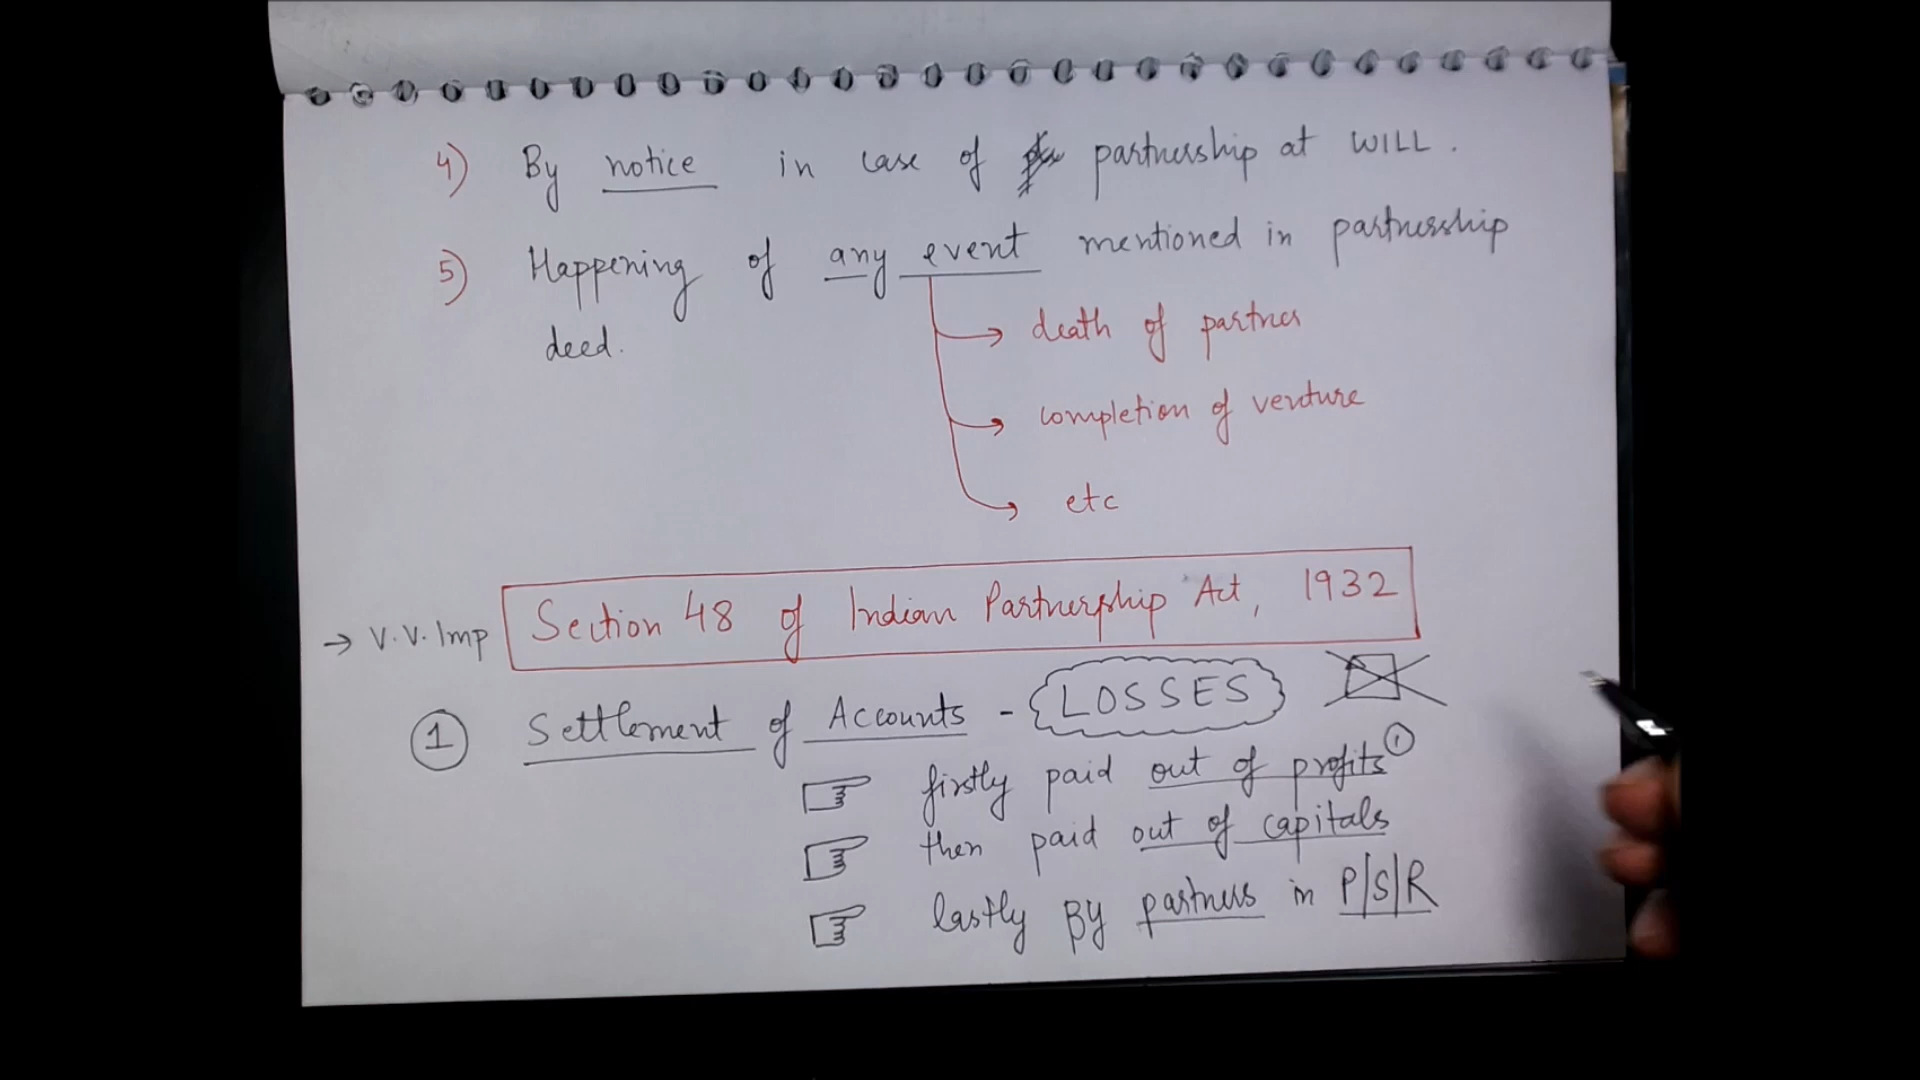 4) By notice in case of partnership at WILL.
5) Happening of any event mentioned in partnership
deed.
→ death of partner
→ completion of venture
→ etc
→ V.V. Imp Section 48 of Indian Partnership Act, 1932
1 Settlement of Accounts - LOSSES
firstly paid out of profits 1
then paid out of capitals
lastly By partners in P|S|R